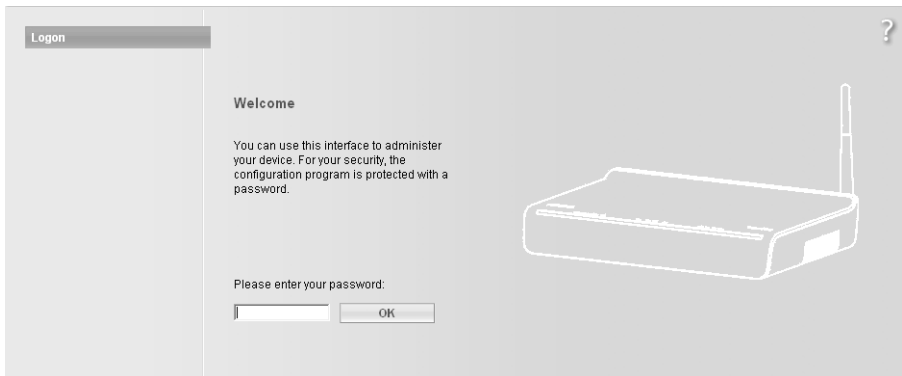 Logon
?
Welcome
You can use this interface to administer
your device. For your security, the
configuration program is protected with a
password.
Please enter your password:
OK